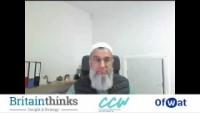 Britainthinks
Insight & Strategy
CCW
Ofwat